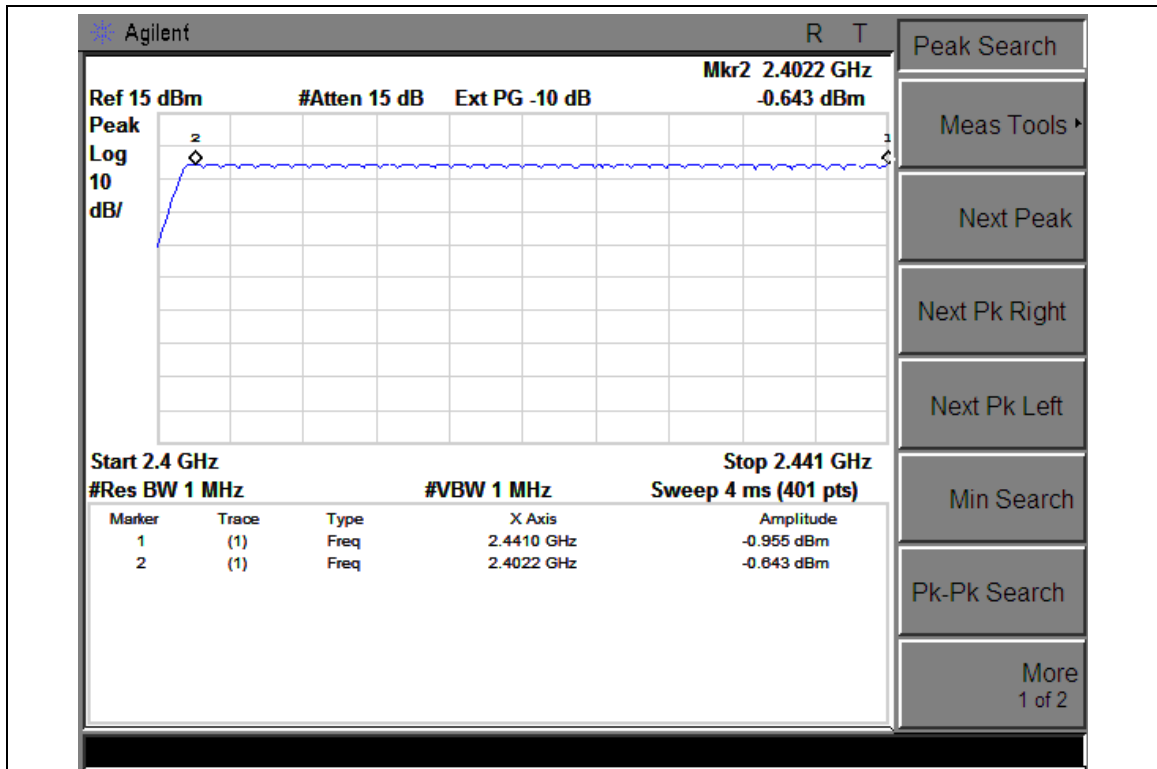 Agilent R T
Peak Search
Mkr2 2.4022 GHz
Ref 15 dBm #Atten 15 dB Ext PG -10 dB -0.643 dBm
Peak
Log
10
dB/
2
1
Start 2.4 GHz Stop 2.441 GHz
#Res BW 1 MHz #VBW 1 MHz Sweep 4 ms (401 pts)
Marker Trace Type X Axis Amplitude
1 (1) Freq 2.4410 GHz -0.955 dBm
2 (1) Freq 2.4022 GHz -0.643 dBm
Meas Tools
Next Peak
Next Pk Right
Next Pk Left
Min Search
Pk-Pk Search
More
1 of 2